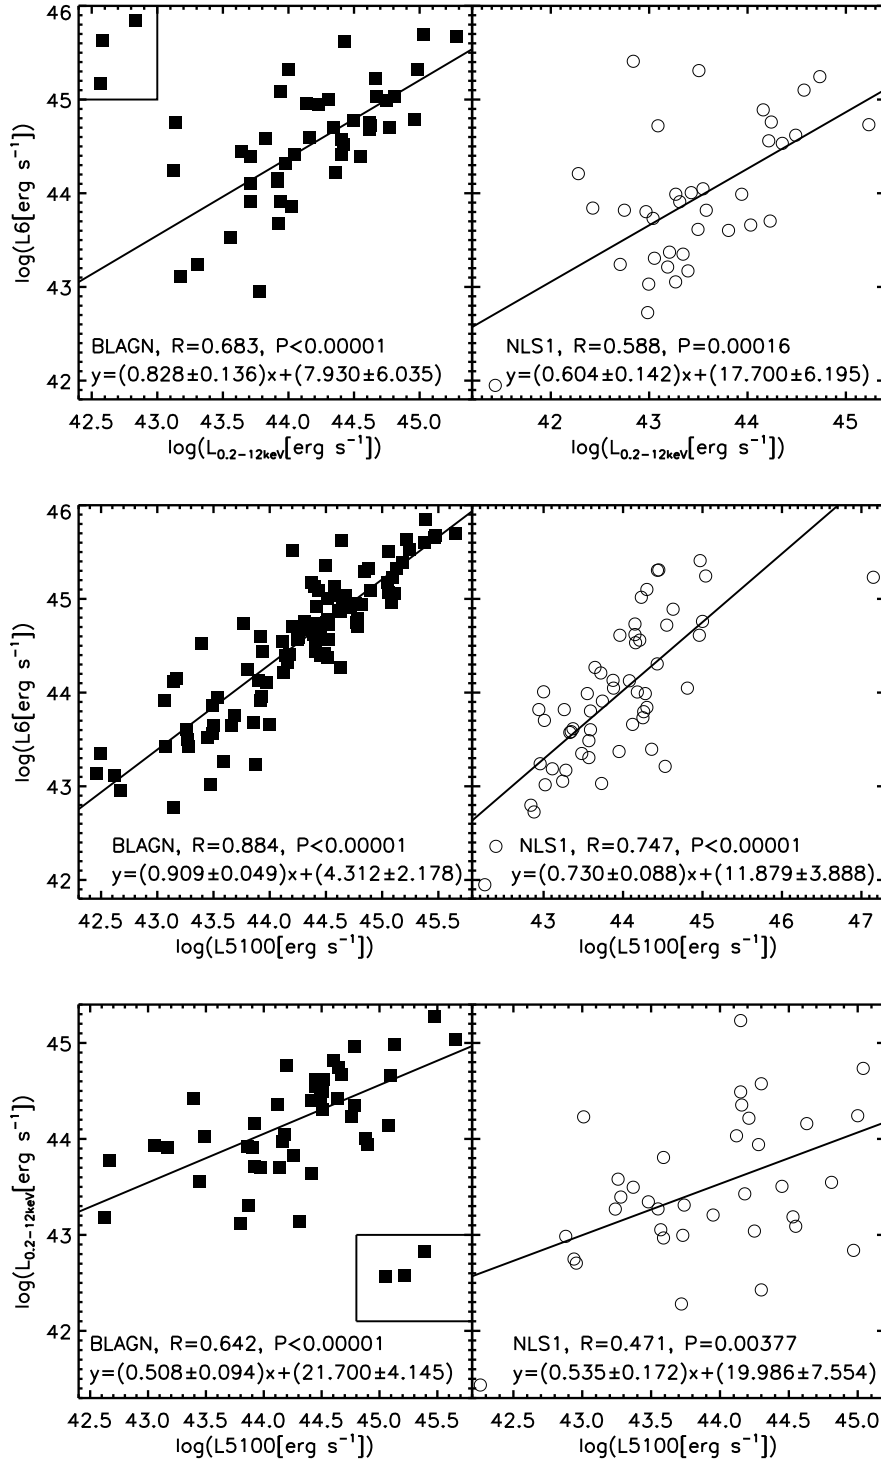 46
45
44
43
42
log(L6[erg s⁻¹])
BLAGN, R=0.683, P<0.00001
y=(0.828±0.136)x+(7.930±6.035)
NLS1, R=0.588, P=0.00016
y=(0.604±0.142)x+(17.700±6.195)
42.5 43.0 43.5 44.0 44.5 45.0
42 43 44 45
log(L0.2−12keV[erg s⁻¹])
log(L0.2−12keV[erg s⁻¹])
46
45
44
43
42
log(L6[erg s⁻¹])
BLAGN, R=0.884, P<0.00001
y=(0.909±0.049)x+(4.312±2.178)
NLS1, R=0.747, P<0.00001
y=(0.730±0.088)x+(11.879±3.888)
42.5 43.0 43.5 44.0 44.5 45.0 45.5
43 44 45 46 47
log(L5100[erg s⁻¹])
log(L5100[erg s⁻¹])
45
44
43
42
log(L0.2−12keV[erg s⁻¹])
BLAGN, R=0.642, P<0.00001
y=(0.508±0.094)x+(21.700±4.145)
NLS1, R=0.471, P=0.00377
y=(0.535±0.172)x+(19.986±7.554)
42.5 43.0 43.5 44.0 44.5 45.0 45.5
42.5 43.0 43.5 44.0 44.5 45.0
log(L5100[erg s⁻¹])
log(L5100[erg s⁻¹])